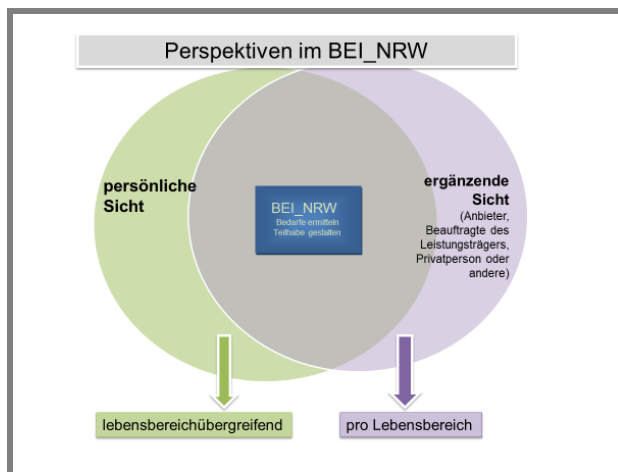 Perspektiven im BEI_NRW
persönliche
Sicht
BEI_NRW
Bedarfe ermitteln
Teilhabe gestalten
ergänzende
Sicht
(Anbieter,
Beauftragte des
Leistungsträgers,
Privatperson oder
andere)
lebensbereichübergreifend
pro Lebensbereich